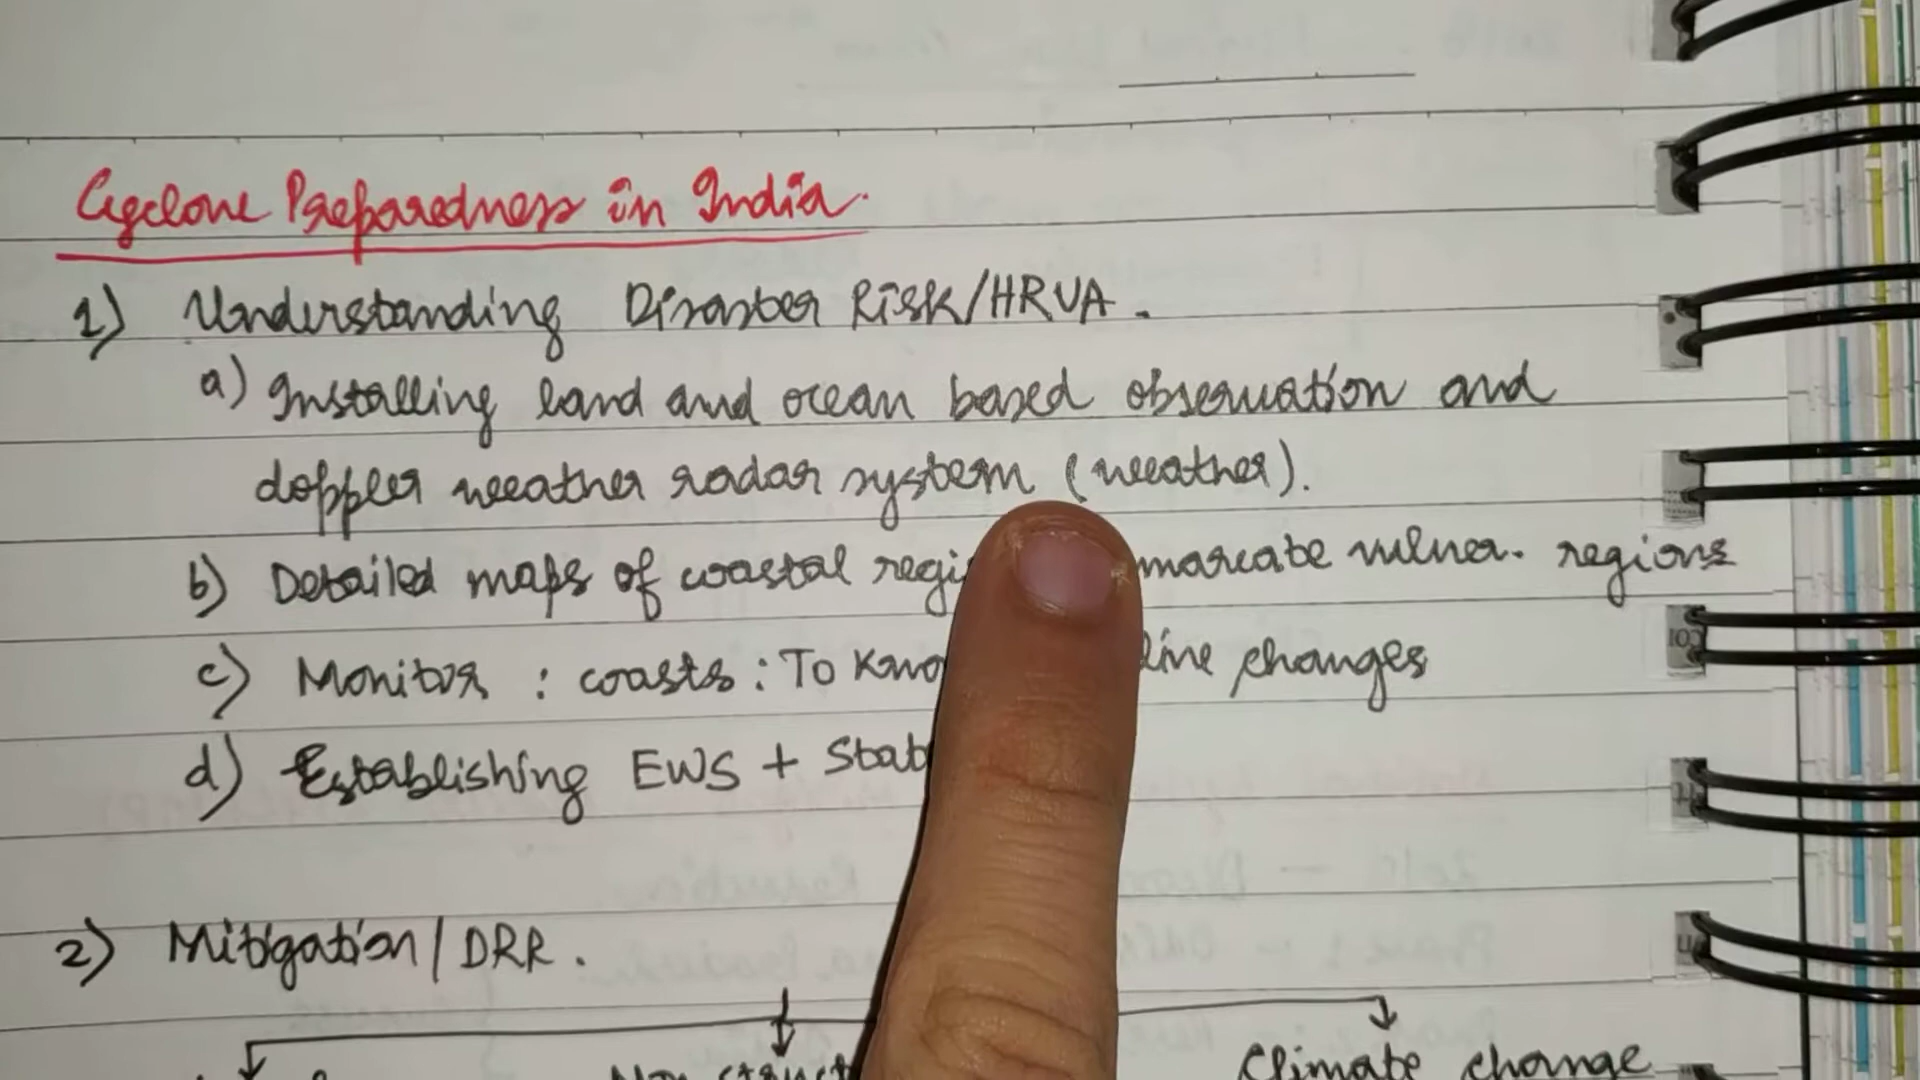 Cyclone Preparedness in India.
1) Understanding Disaster Risk/HRVA.
a) Installing land and ocean based observation and
doppler weather radar system (weather).
b) Detailed maps of coastal regi marcate vulner. regions
c) Monitor : coasts : To Kno line changes
d) Establishing EWS + Stat
2) Mitigation/DRR.
Climate change